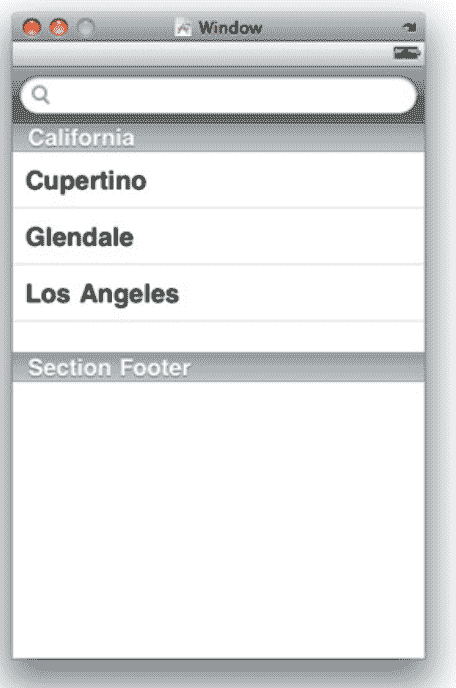 Window
California
Cupertino
Glendale
Los Angeles
Section Footer